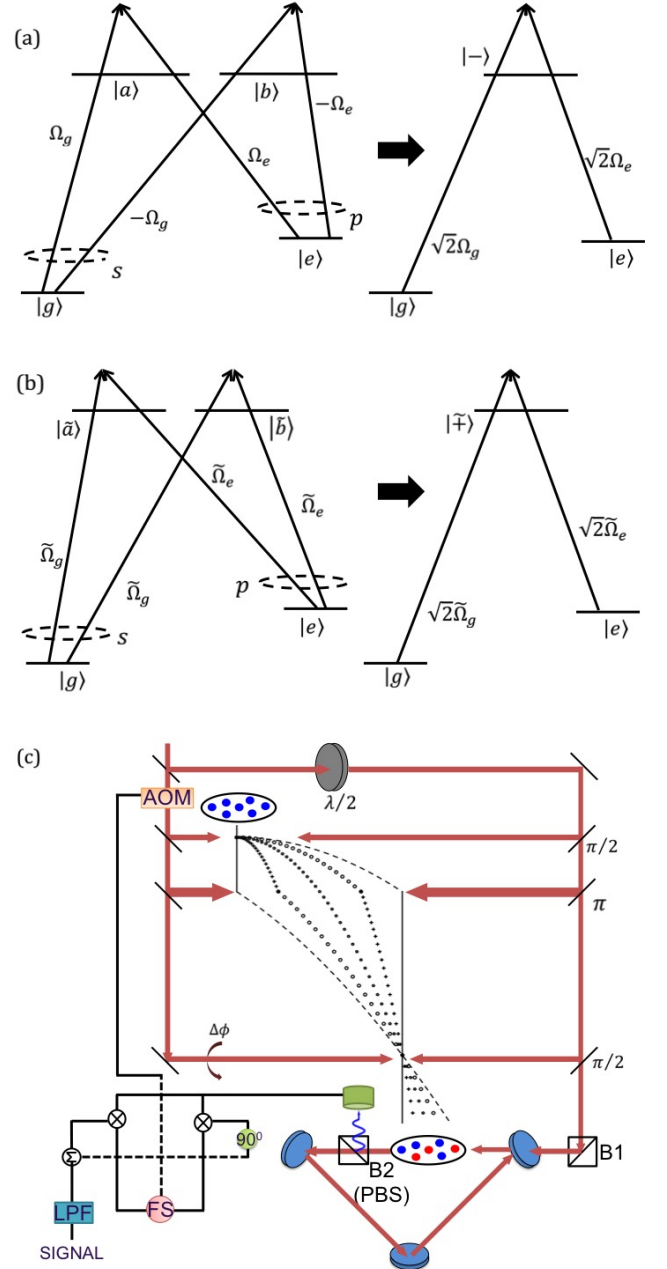 (a)
|a⟩
|b⟩
|−⟩
Ω_g
−Ω_e
Ω_e
√2Ω_e
−Ω_g
p
√2Ω_g
s
|e⟩
|e⟩
|g⟩
|g⟩
(b)
|ã⟩
|b̃⟩
|∓̃⟩
Ω̃_e
Ω̃_e
√2Ω̃_e
Ω̃_g
Ω̃_g
p
√2Ω̃_g
s
|e⟩
|e⟩
|g⟩
|g⟩
(c)
λ/2
AOM
π/2
π
Δϕ
π/2
90⁰
B1
B2
(PBS)
Σ
LPF
FS
SIGNAL